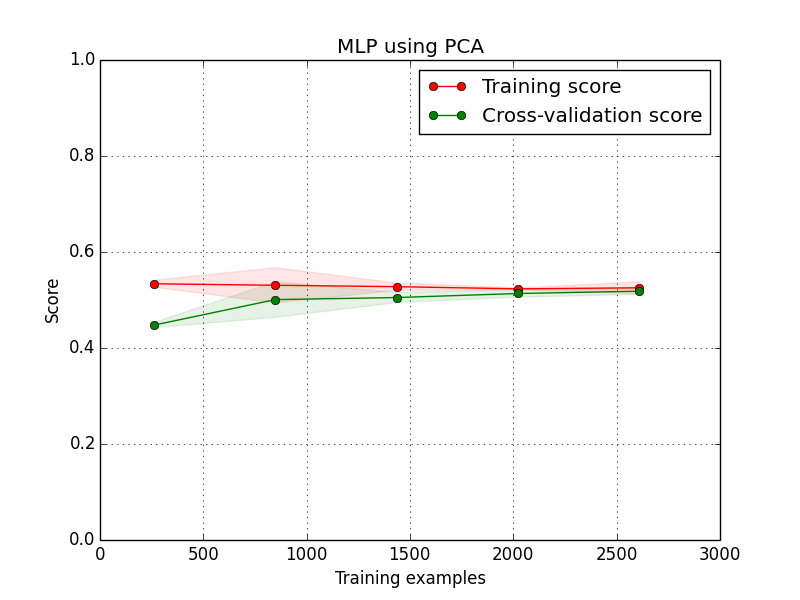 MLP using PCA
Training score
Cross-validation score
1.0
0.8
0.6
0.4
0.2
0.0
Score
0
500
1000
1500
2000
2500
3000
Training examples